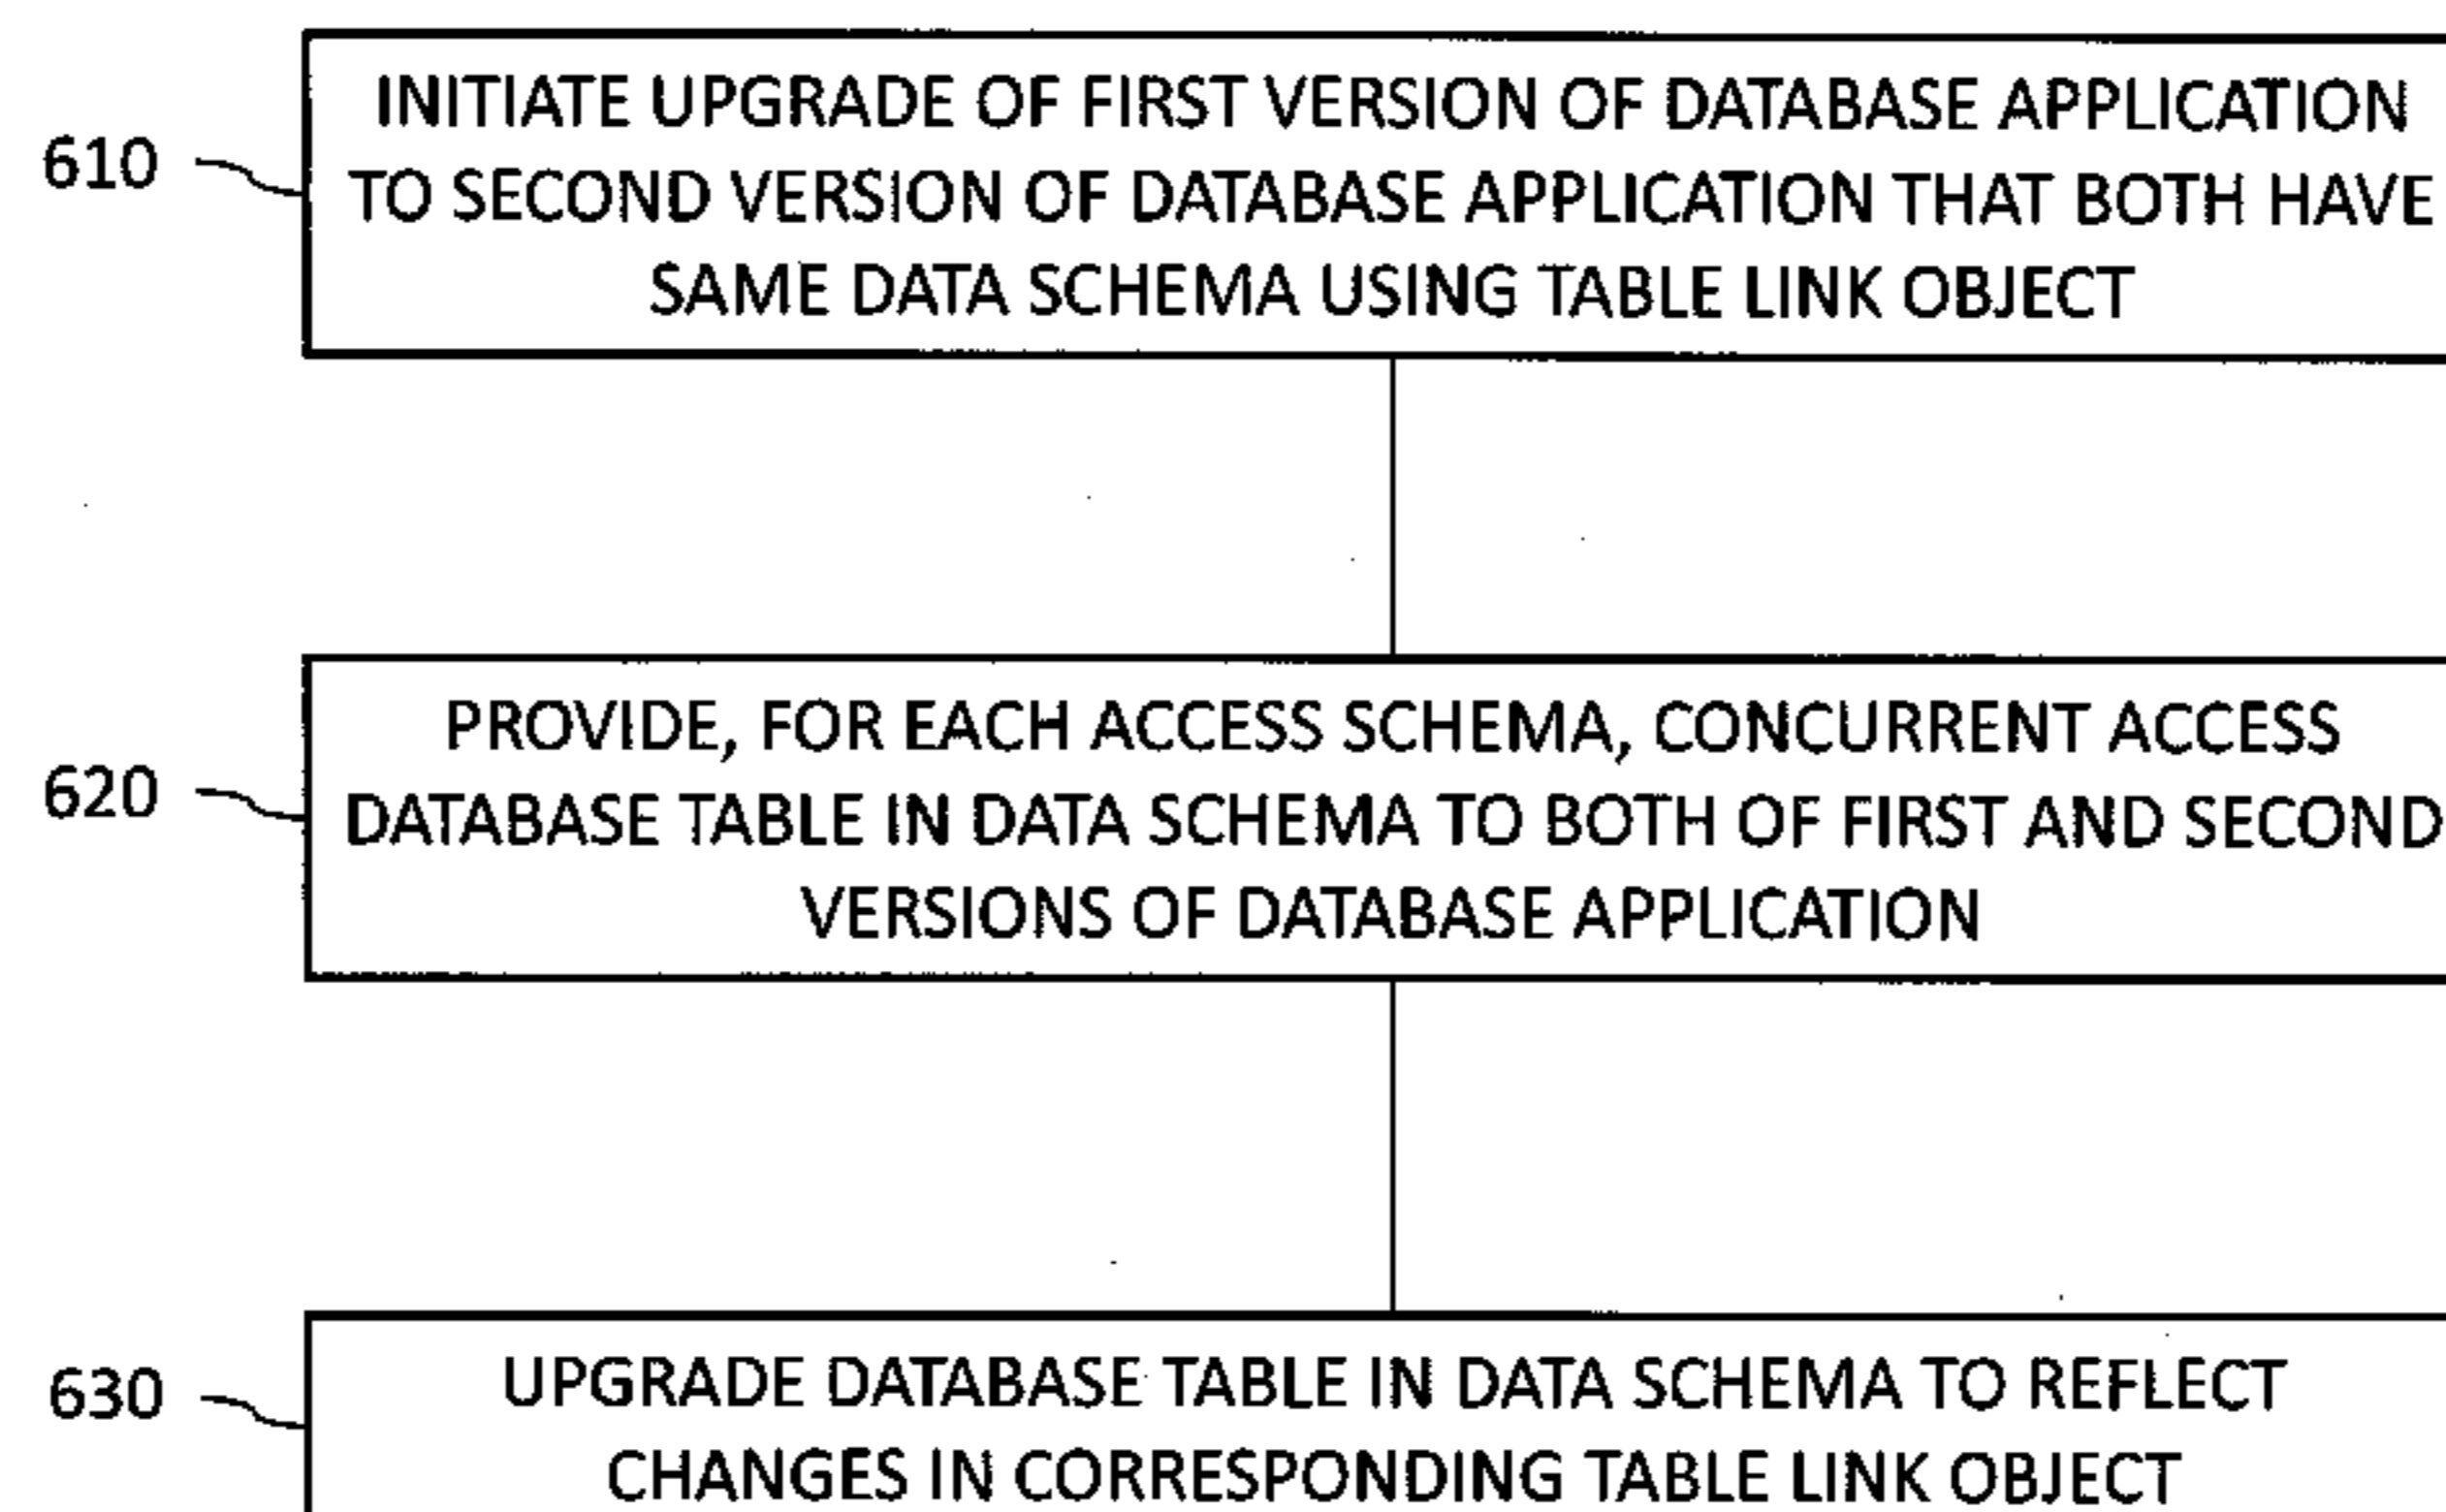 INITIATE UPGRADE OF FIRST VERSION OF DATABASE APPLICATION
610
TO SECOND VERSION OF DATABASE APPLICATION THAT BOTH HAVE
SAME DATA SCHEMA USING TABLE LINK OBJECT
PROVIDE, FOR EACH ACCESS SCHEMA, CONCURRENT ACCESS
620
DATABASE TABLE IN DATA SCHEMA TO BOTH OF FIRST AND SECOND
VERSIONS OF DATABASE APPLICATION
UPGRADE DATABASE TABLE IN DATA SCHEMA TO REFLECT
630
CHANGES IN CORRESPONDING TABLE LINK OBJECT